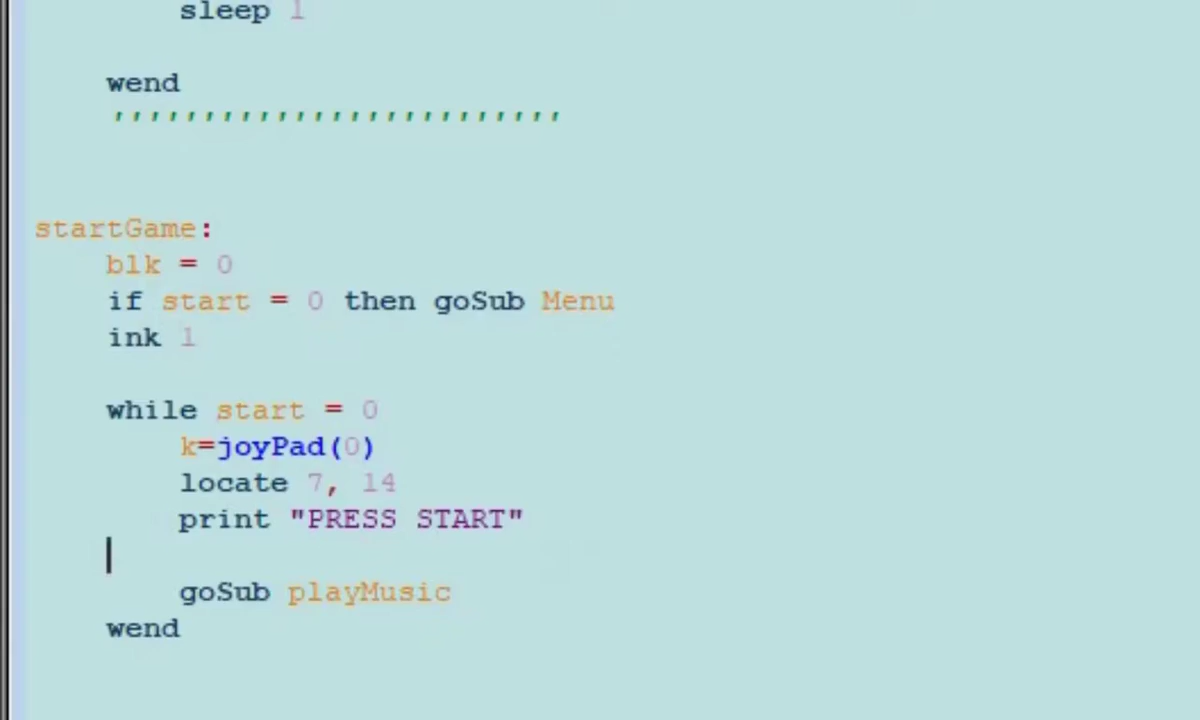 sleep 1
wend
'''''''''''''''''''''''''
startGame:
blk = 0
if start = 0 then goSub Menu
ink 1
while start = 0
k=joyPad(0)
locate 7, 14
print "PRESS START"
goSub playMusic
wend